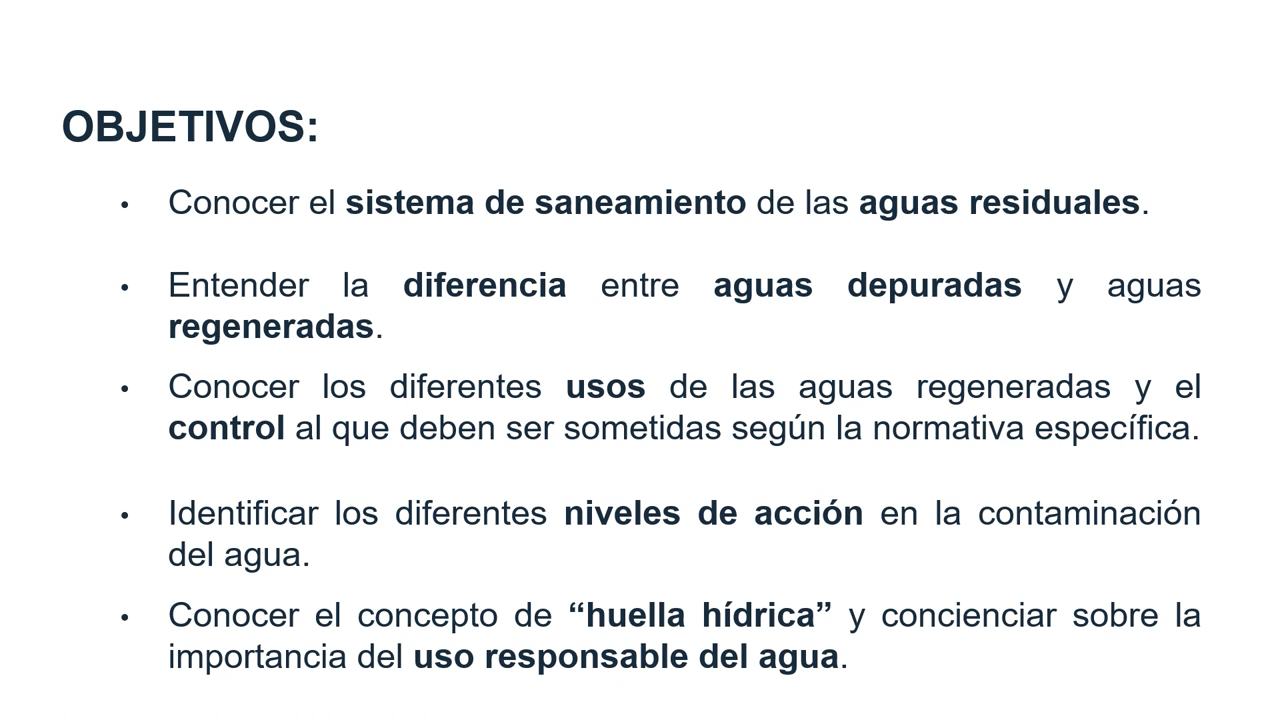 OBJETIVOS:
• Conocer el sistema de saneamiento de las aguas residuales.
• Entender la diferencia entre aguas depuradas y aguas
regeneradas.
• Conocer los diferentes usos de las aguas regeneradas y el
control al que deben ser sometidas según la normativa específica.
• Identificar los diferentes niveles de acción en la contaminación
del agua.
• Conocer el concepto de “huella hídrica” y concienciar sobre la
importancia del uso responsable del agua.